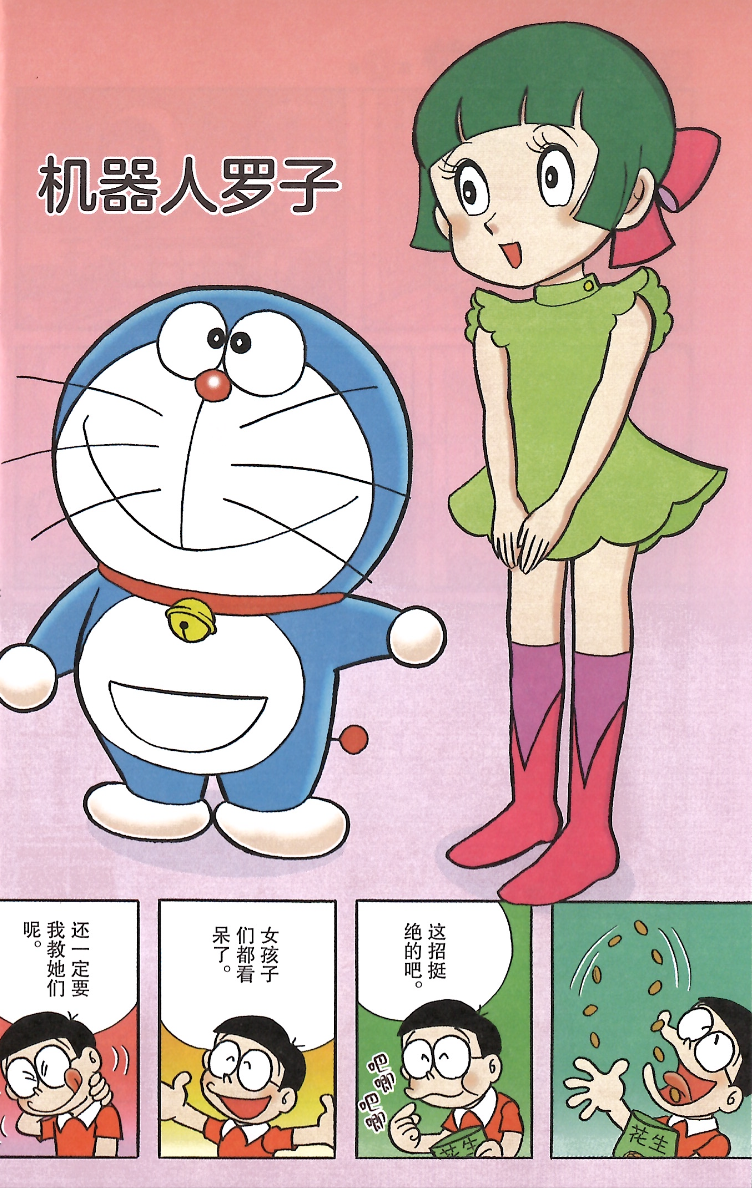 机器人罗子
花生
这招挺
绝的吧。
吧唧
吧唧
花生
女孩子
们都看
呆了。
还一定要
我教她们
呢。